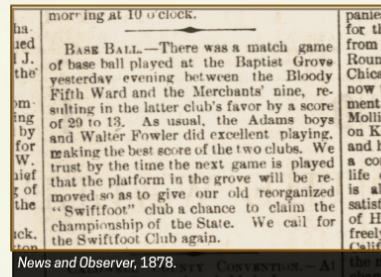 morning at 10 o'clock.
BASE BALL.—There was a match game
of base ball played at the Baptist Grove
yesterday evening between the Bloody
Fifth Ward and the Merchants' nine, re-
sulting in the latter club's favor by a score
of 29 to 13. As usual, the Adams boys
and Walter Fowler did excellent playing,
making the best score of the two clubs. We
trust by the time the next game is played
that the platform in the grove will be re-
moved so as to give our old reorganized
"Swiftfoot" club a chance to claim the
championship of the State. We call for
the Swiftfoot Club again.
News and Observer, 1878.